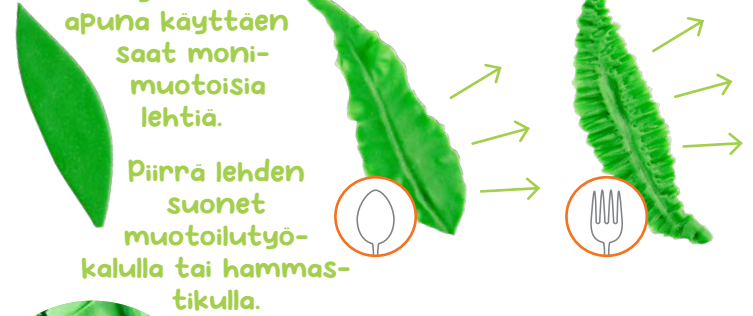 apuna käyttäen
saat moni-
muotoisia
lehtiä.
Piirrä lehden
suonet
muotoilutyö-
kalulla tai hammas-
tikulla.